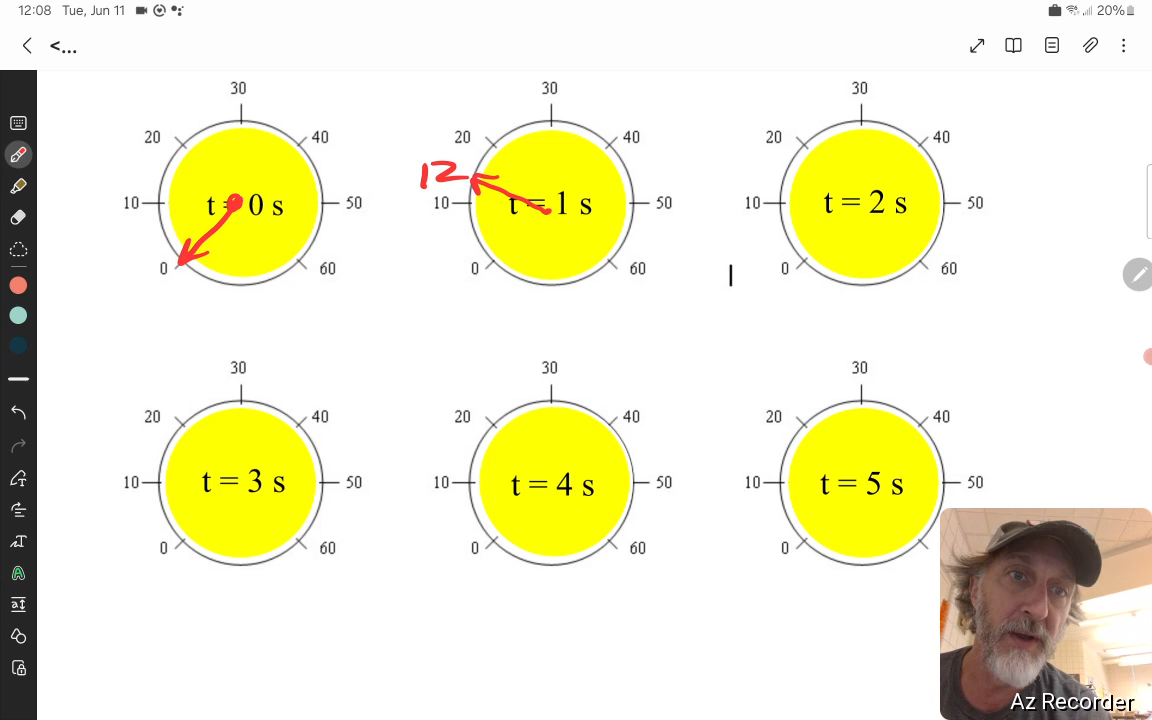 12:08 Tue, Jun 11 20%
<...
30 30 30
20 40 20 40 20 40
12
10 t = 0 s 50 10 t = 1 s 50 10 t = 2 s 50
0 60 0 60 0 60
30 30 30
20 40 20 40 20 40
10 t = 3 s 50 10 t = 4 s 50 10 t = 5 s 50
0 60 0 60 0
Az Recorder